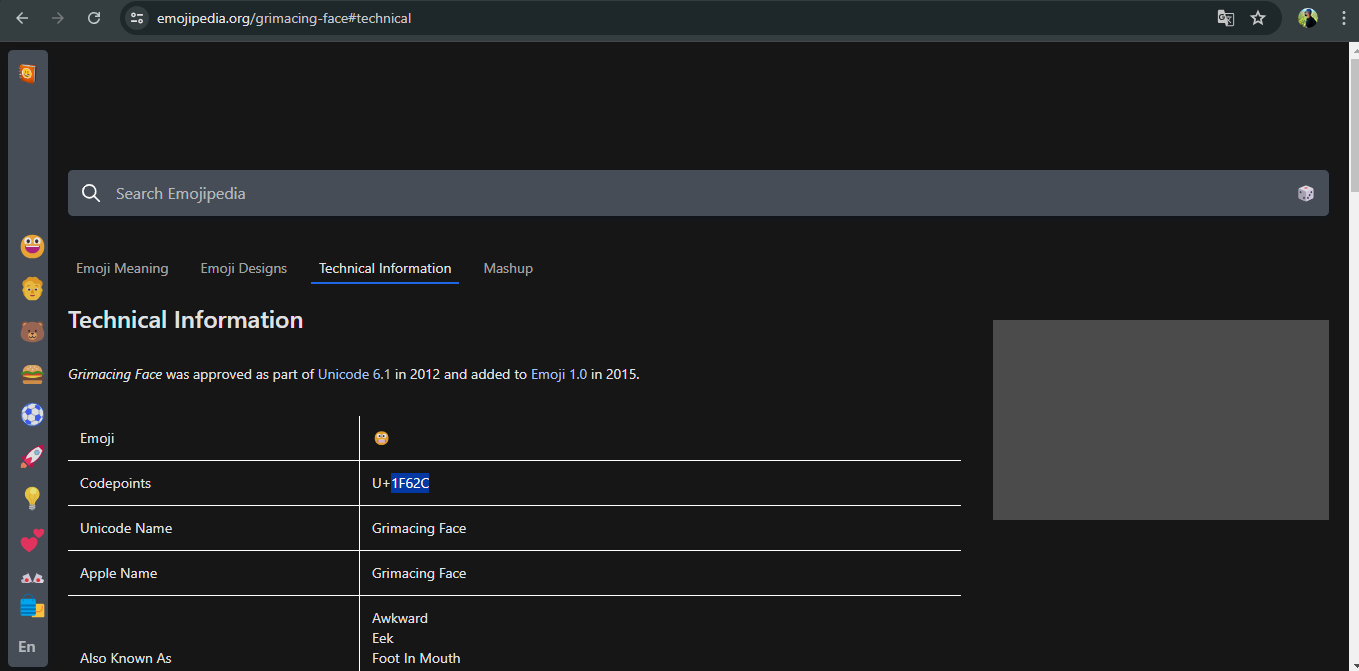 emojipedia.org/grimacing-face#technical
Search Emojipedia
Emoji Meaning
Emoji Designs
Technical Information
Mashup
Technical Information
Grimacing Face was approved as part of Unicode 6.1 in 2012 and added to Emoji 1.0 in 2015.
Emoji 😬
Codepoints U+1F62C
Unicode Name Grimacing Face
Apple Name Grimacing Face
Also Known As
Awkward
Eek
Foot In Mouth
En